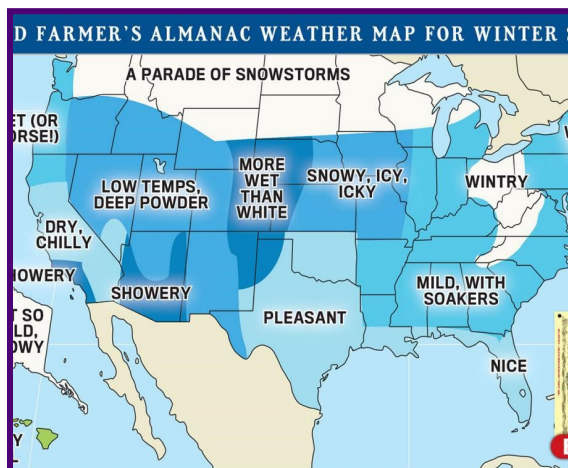 D FARMER'S ALMANAC WEATHER MAP FOR WINTER
A PARADE OF SNOWSTORMS
ET (OR
ORSE!)
LOW TEMPS,
DEEP POWDER
MORE
WET
THAN
WHITE
SNOWY, ICY,
ICKY
WINTRY
DRY,
CHILLY
HOWERY
SHOWERY
MILD, WITH
SOAKERS
PLEASANT
T SO
LD,
OWY
NICE
Y